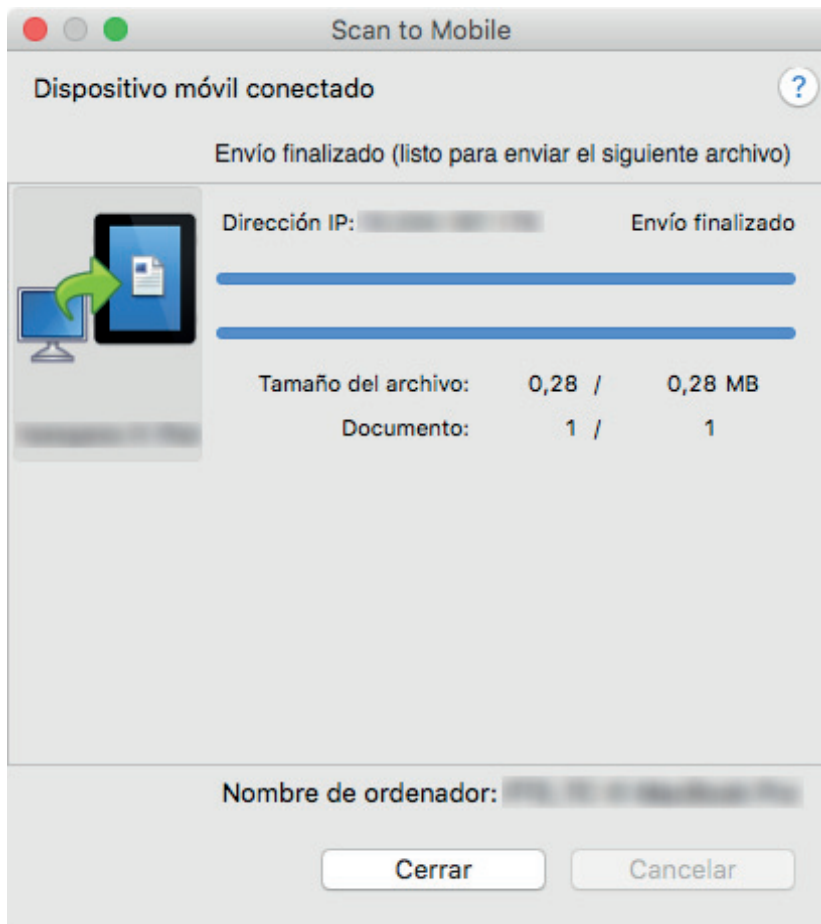 Scan to Mobile
Dispositivo móvil conectado
?
Envío finalizado (listo para enviar el siguiente archivo)
Dirección IP: Envío finalizado
Tamaño del archivo: 0,28 / 0,28 MB
Documento: 1 / 1
Nombre de ordenador:
Cerrar Cancelar